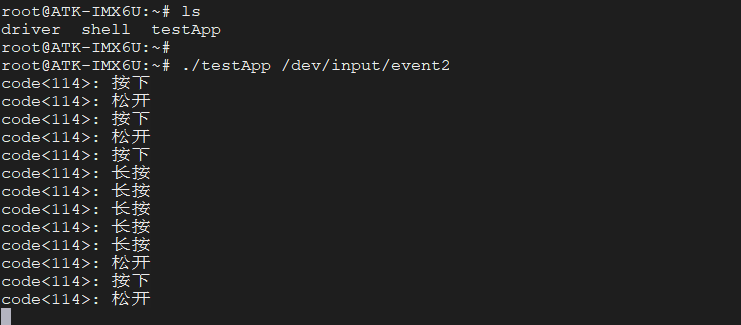 root@ATK-IMX6U:~# ls
driver  shell  testApp
root@ATK-IMX6U:~#
root@ATK-IMX6U:~# ./testApp /dev/input/event2
code<114>: 按下
code<114>: 松开
code<114>: 按下
code<114>: 松开
code<114>: 按下
code<114>: 长按
code<114>: 长按
code<114>: 长按
code<114>: 长按
code<114>: 长按
code<114>: 松开
code<114>: 按下
code<114>: 松开